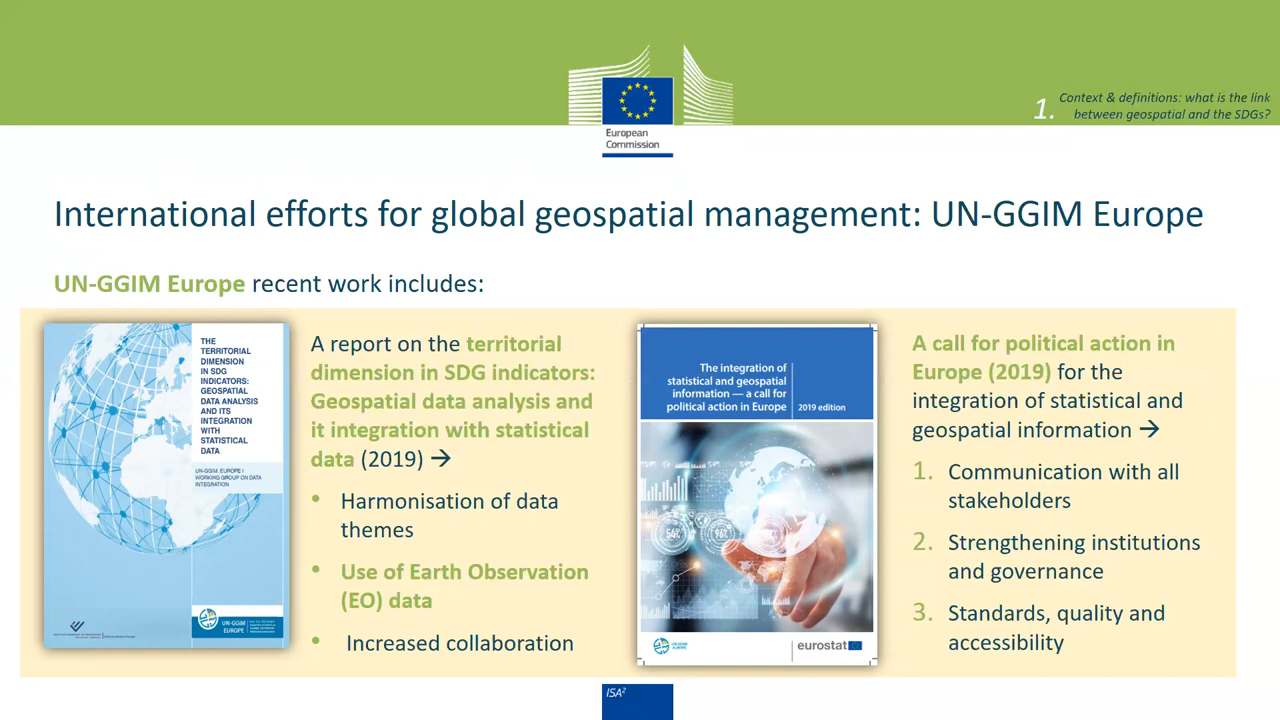 1. Context & definitions: what is the link
between geospatial and the SDGs?
European
Commission
International efforts for global geospatial management: UN-GGIM Europe
UN-GGIM Europe recent work includes:
THE
TERRITORIAL
DIMENSION
IN SDG
INDICATORS:
GEOSPATIAL
DATA ANALYSIS
AND ITS
INTEGRATION
WITH
STATISTICAL
DATA
UN-GGIM: EUROPE |
WORKING GROUP ON DATA
INTEGRATION
UN-GGIM
EUROPE
A report on the territorial
dimension in SDG indicators:
Geospatial data analysis and
it integration with statistical
data (2019) →
• Harmonisation of data
themes
• Use of Earth Observation
(EO) data
• Increased collaboration
The integration of
statistical and geospatial
information — a call for
political action in Europe
2019 edition
54%
96%
eurostat
A call for political action in
Europe (2019) for the
integration of statistical and
geospatial information →
1. Communication with all
stakeholders
2. Strengthening institutions
and governance
3. Standards, quality and
accessibility
ISA²